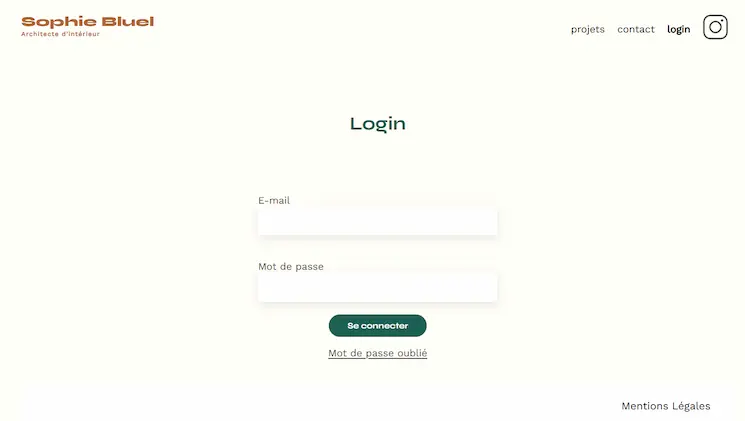 Sophie Bluel
Architecte d'intérieur
projets
contact
login
Login
E-mail
Mot de passe
Se connecter
Mot de passe oublié
Mentions Légales